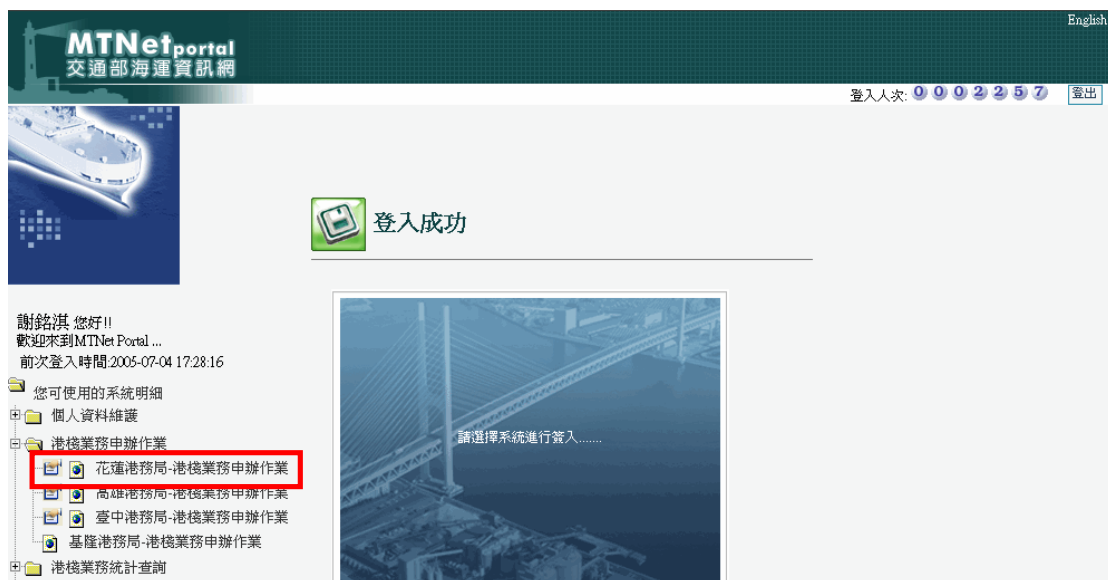 English
MTNetportal
交通部海運資訊網
登入人次: 0 0 0 2 2 5 7 登出
登入成功
謝銘淇 您好!!
歡迎來到MTNet Portal ...
前次登入時間:2005-07-04 17:28:16
您可使用的系統明細
個人資料維護
港棧業務申辦作業
花蓮港務局-港棧業務申辦作業
高雄港務局-港棧業務申辦作業
臺中港務局-港棧業務申辦作業
基隆港務局-港棧業務申辦作業
港棧業務統計查詢
請選擇系統進行簽入.......